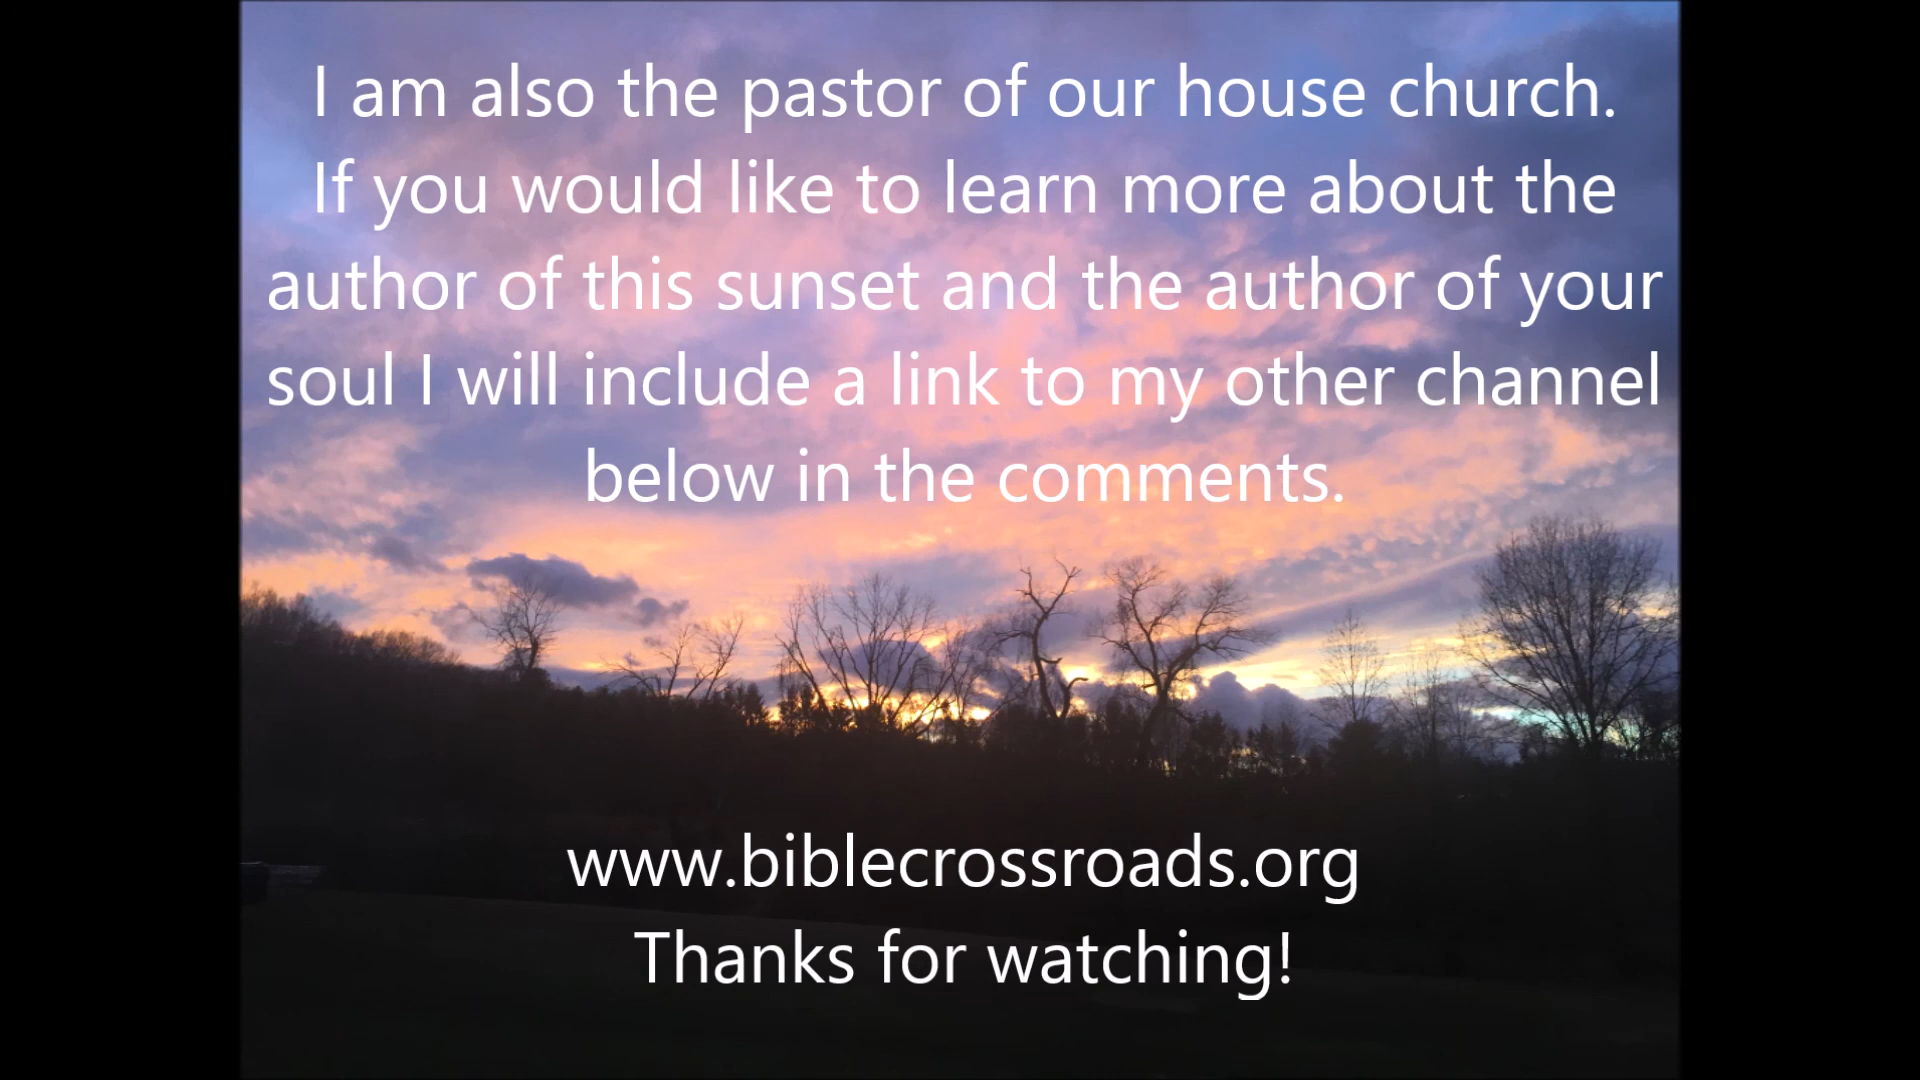 I am also the pastor of our house church.
If you would like to learn more about the
author of this sunset and the author of your
soul I will include a link to my other channel
below in the comments.
www.biblecrossroads.org
Thanks for watching!